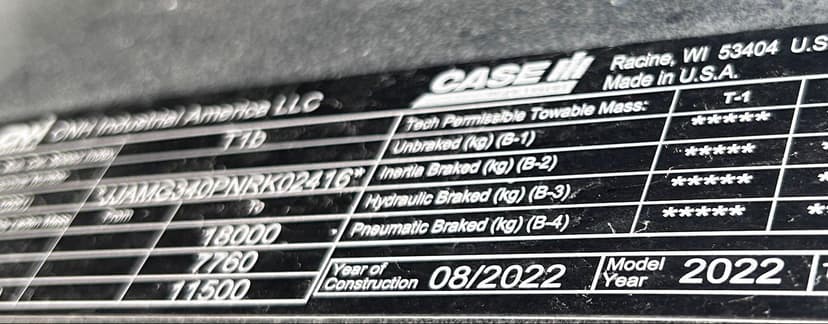 CNH Industrial America LLC
T1b
JJAMG340PNRK02416*
From To
18000
7760
11500
CASE IH
Racine, WI 53404 U.S
Made in U.S.A.
Tech Permissible Towable Mass: T-1
Unbraked (kg) (B-1) *****
Inertia Braked (kg) (B-2) *****
Hydraulic Braked (kg) (B-3) *****
Pneumatic Braked (kg) (B-4) *****
Year of Construction 08/2022
Model Year 2022